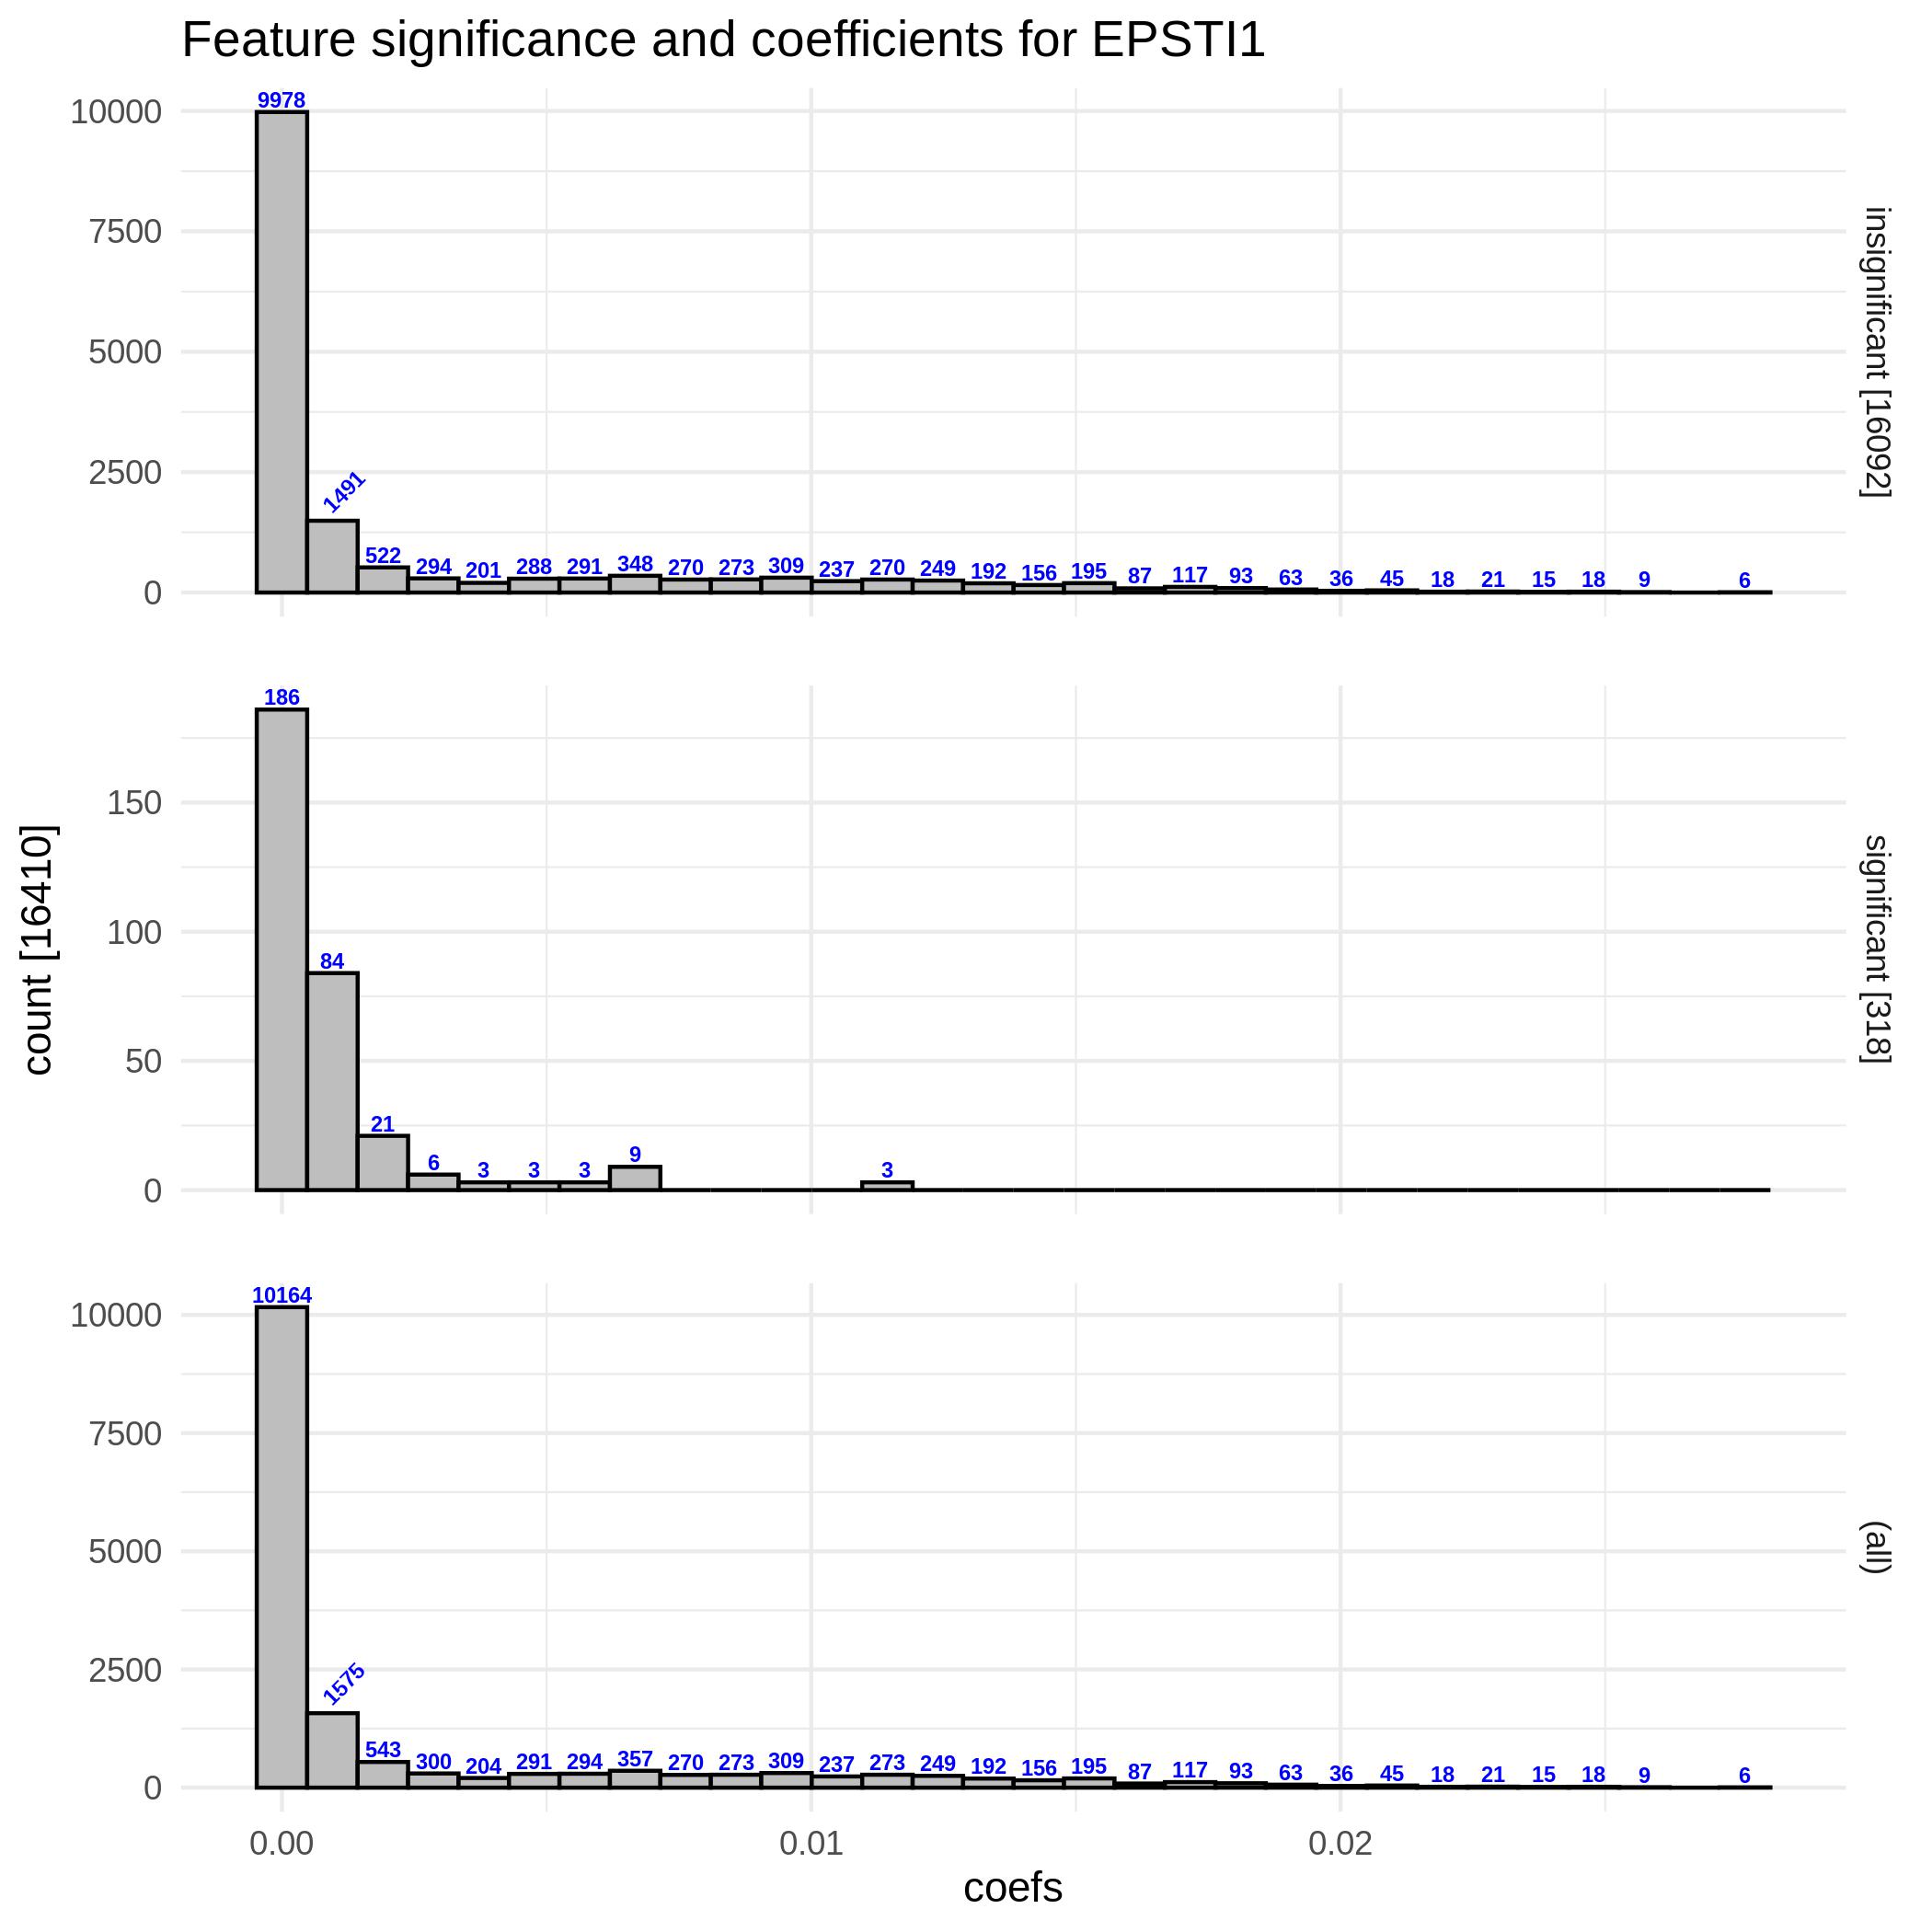 Feature significance and coefficients for EPSTI1
10000
7500
5000
2500
0
9978
1491
522 294 201 288 291 348 270 273 309 237 270 249 192 156 195 87 117 93 63 36 45 18 21 15 18 9 6
insignificant [16092]
count [16410]
150
100
50
0
186
84
21
6 3 3 3 9 3
significant [318]
10000
7500
5000
2500
0
10164
1575
543 300 204 291 294 357 270 273 309 237 273 249 192 156 195 87 117 93 63 36 45 18 21 15 18 9 6
(all)
0.00 0.01 0.02
coefs